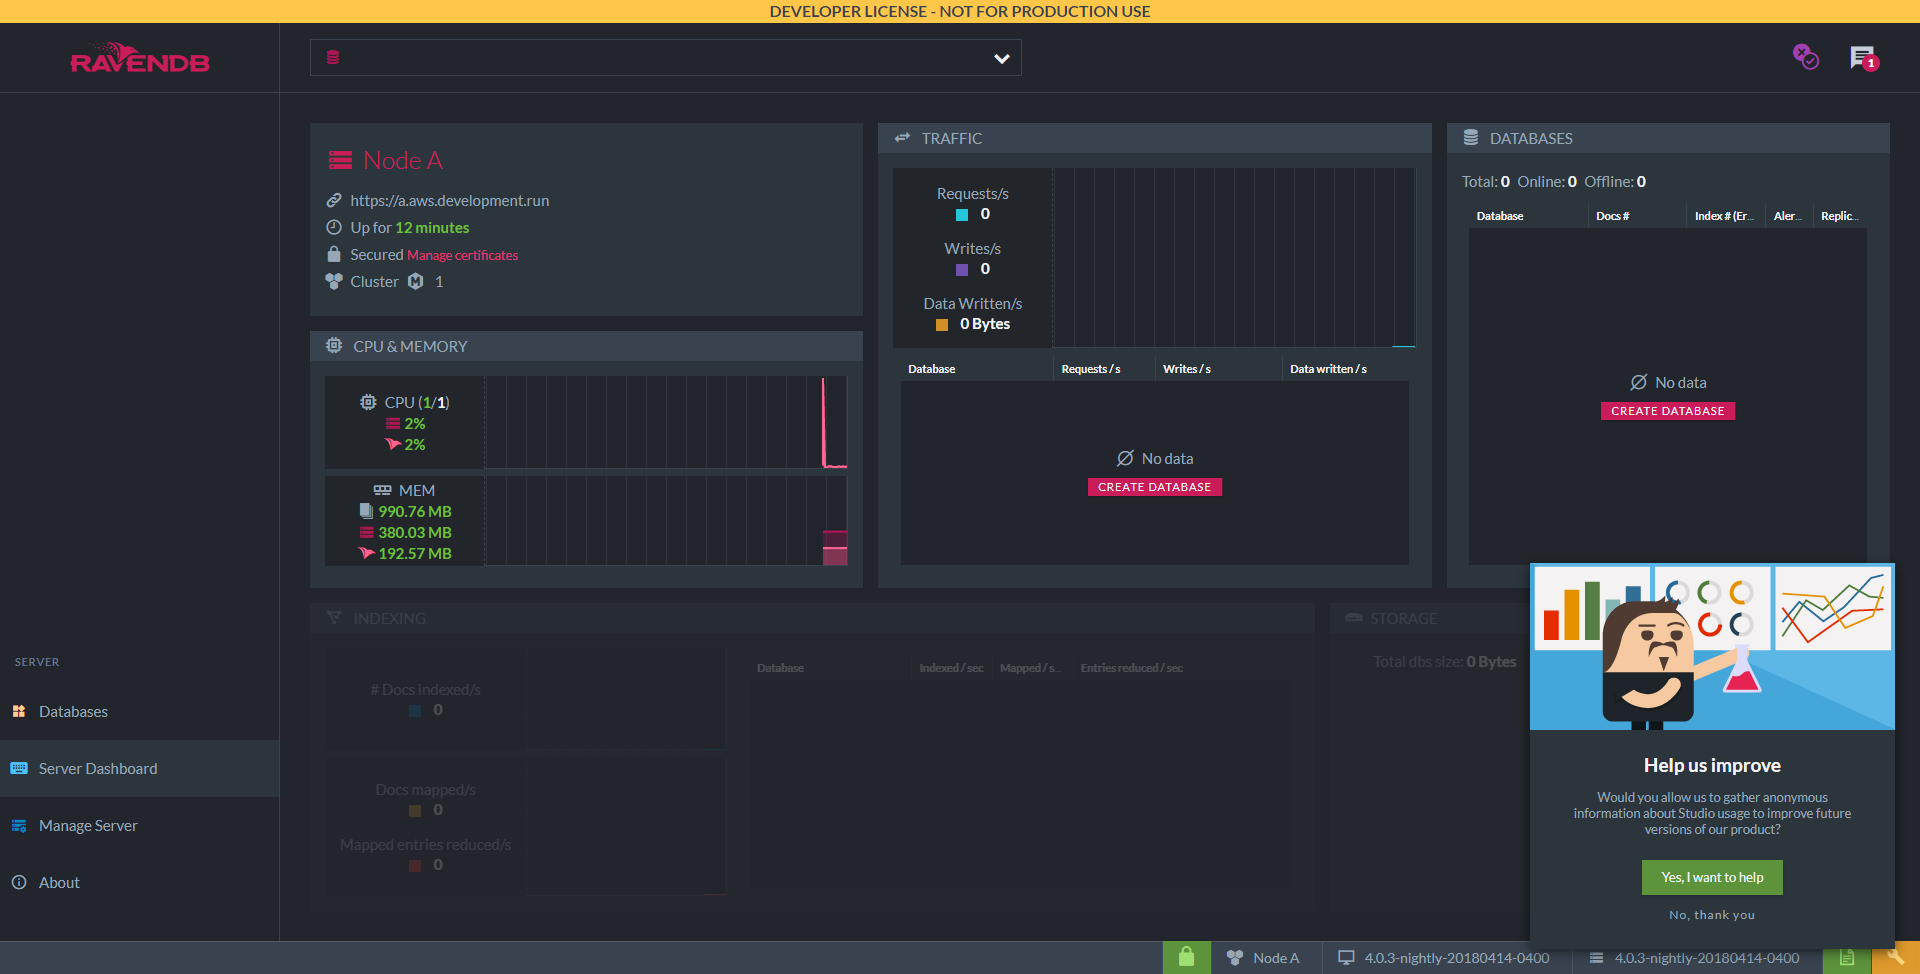 DEVELOPER LICENSE - NOT FOR PRODUCTION USE
RAVENDB
1
Node A
https://a.aws.development.run
Up for 12 minutes
Secured Manage certificates
Cluster M 1
CPU & MEMORY
CPU (1/1)
2%
2%
MEM
990.76 MB
380.03 MB
192.57 MB
TRAFFIC
Requests/s
0
Writes/s
0
Data Written/s
0 Bytes
Database Requests / s Writes / s Data written / s
No data
CREATE DATABASE
DATABASES
Total: 0 Online: 0 Offline: 0
Database Docs # Index # (Er... Aler... Replic...
No data
CREATE DATABASE
INDEXING
# Docs indexed/s
0
Docs mapped/s
0
Mapped entries reduced/s
0
Database Indexed / sec Mapped / s... Entries reduced / sec
STORAGE
Total dbs size: 0 Bytes
SERVER
Databases
Server Dashboard
Manage Server
About
Help us improve
Would you allow us to gather anonymous
information about Studio usage to improve future
versions of our product?
Yes, I want to help
No, thank you
Node A 4.0.3-nightly-20180414-0400 4.0.3-nightly-20180414-0400